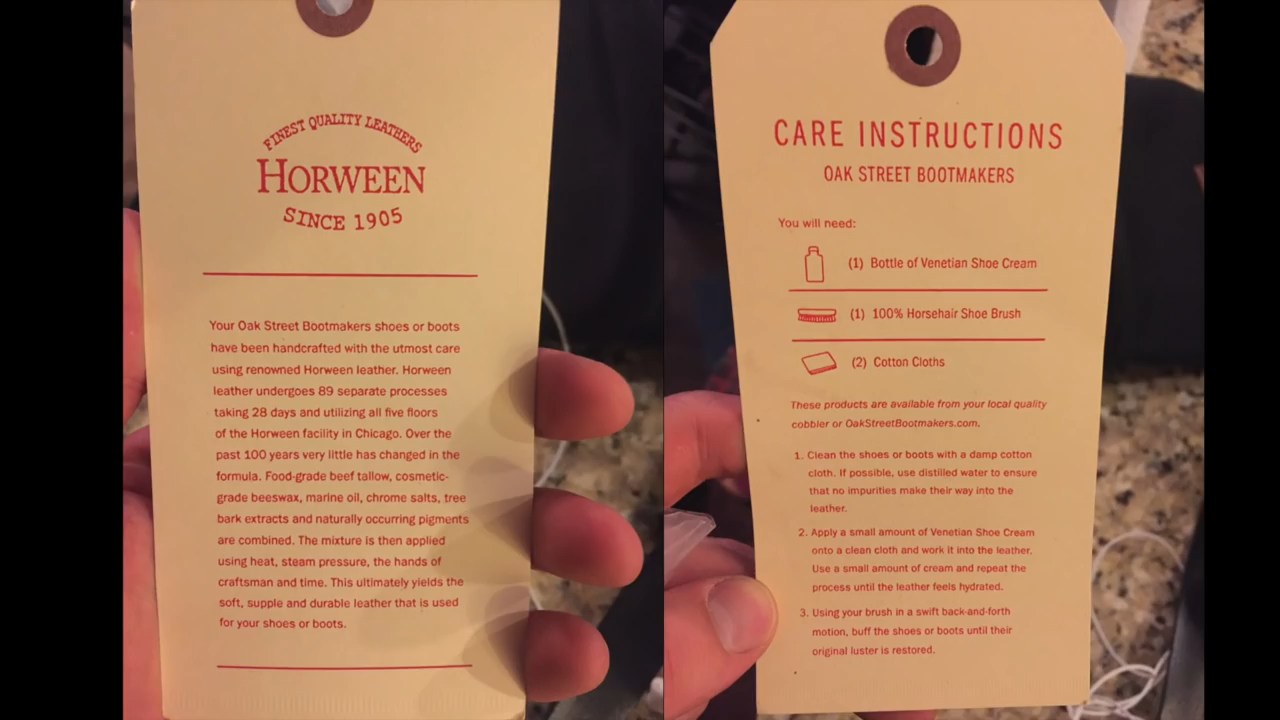 FINEST QUALITY LEATHERS
HORWEEN
SINCE 1905
Your Oak Street Bootmakers shoes or boots
have been handcrafted with the utmost care
using renowned Horween leather. Horween
leather undergoes 89 separate processes
taking 28 days and utilizing all five floors
of the Horween facility in Chicago. Over the
past 100 years very little has changed in the
formula. Food-grade beef tallow, cosmetic-
grade beeswax, marine oil, chrome salts, tree
bark extracts and naturally occurring pigments
are combined. The mixture is then applied
using heat, steam pressure, the hands of
craftsman and time. This ultimately yields the
soft, supple and durable leather that is used
for your shoes or boots.
CARE INSTRUCTIONS
OAK STREET BOOTMAKERS
You will need:
(1) Bottle of Venetian Shoe Cream
(1) 100% Horsehair Shoe Brush
(2) Cotton Cloths
These products are available from your local quality
cobbler or OakStreetBootmakers.com.
1. Clean the shoes or boots with a damp cotton
cloth. If possible, use distilled water to ensure
that no impurities make their way into the
leather.
2. Apply a small amount of Venetian Shoe Cream
onto a clean cloth and work it into the leather.
Use a small amount of cream and repeat the
process until the leather feels hydrated.
3. Using your brush in a swift back-and-forth
motion, buff the shoes or boots until their
original luster is restored.